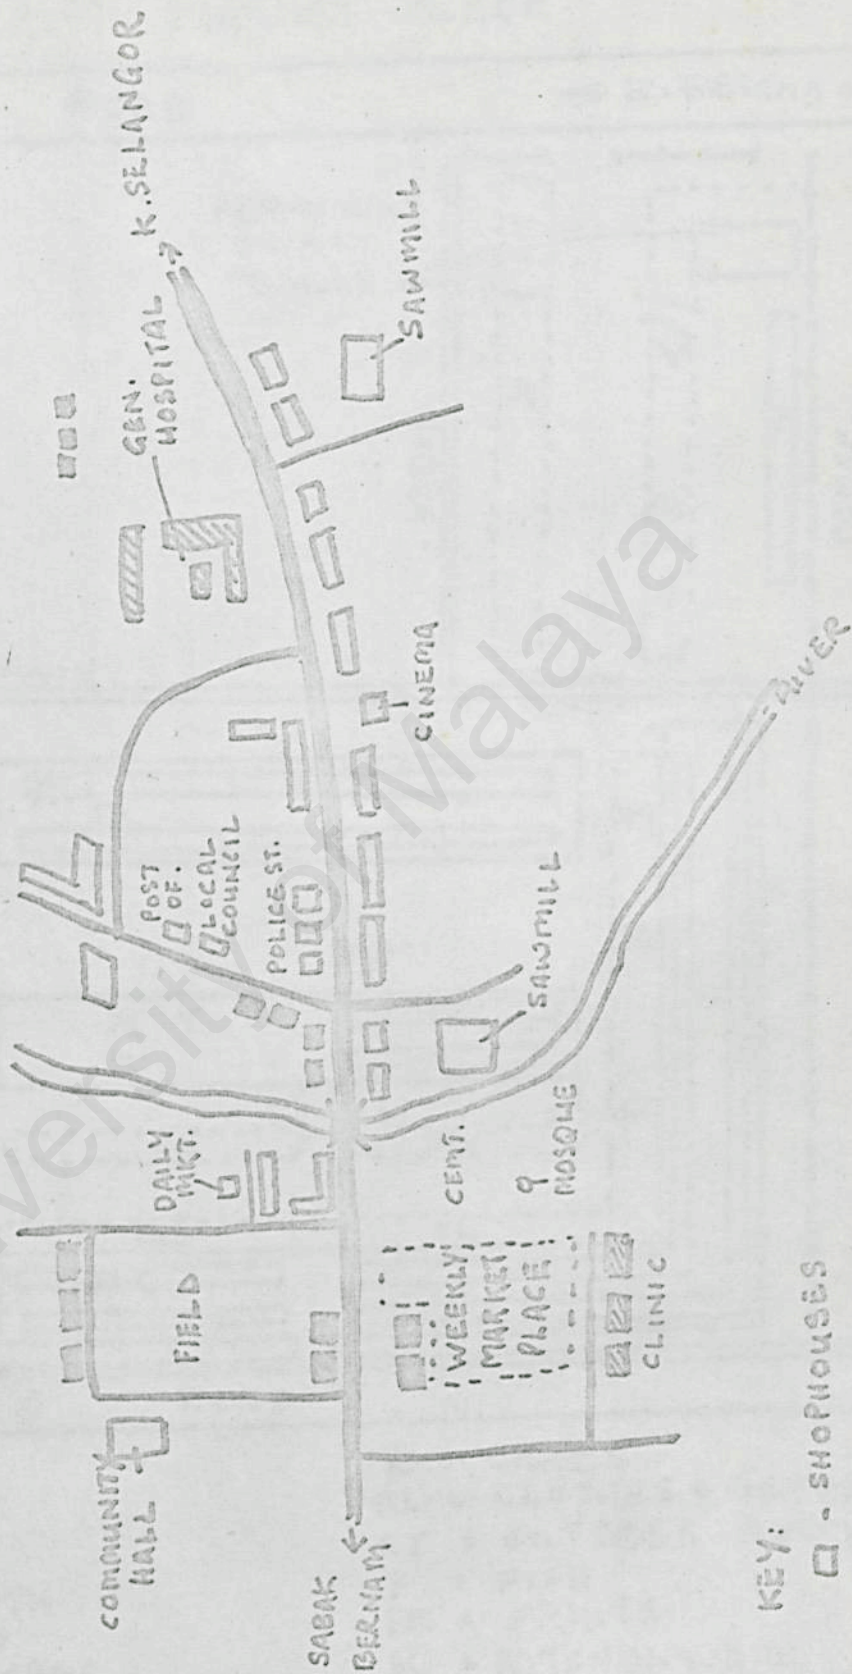 COMMUNITY
HALL
SABAK
BERNAM
FIELD
DAILY
MKT.
WEEKLY
MARKET
PLACE
CLINIC
CEMT.
MOSQUE
SAWMILL
POST
OF.
LOCAL
COUNCIL
POLICE ST.
CINEMA
RIVER
GEN.
HOSPITAL
K. SELANGOR
SAWMILL
KEY:
□ - SHOPHOUSES
University of Malaya